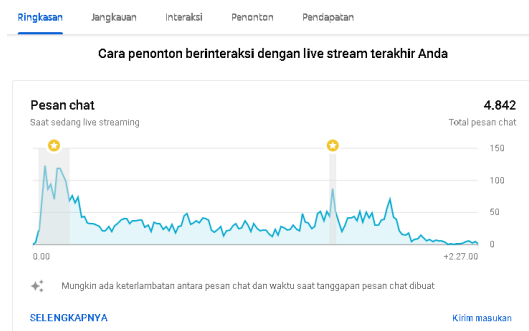 Ringkasan Jangkauan Interaksi Penonton Pendapatan
Cara penonton berinteraksi dengan live stream terakhir Anda
Pesan chat 4.842
Saat sedang live streaming Total pesan chat
150
100
50
0
0.00 +2.27.00
Mungkin ada keterlambatan antara pesan chat dan waktu saat tanggapan pesan chat dibuat
SELENGKAPNYA Kirim masukan